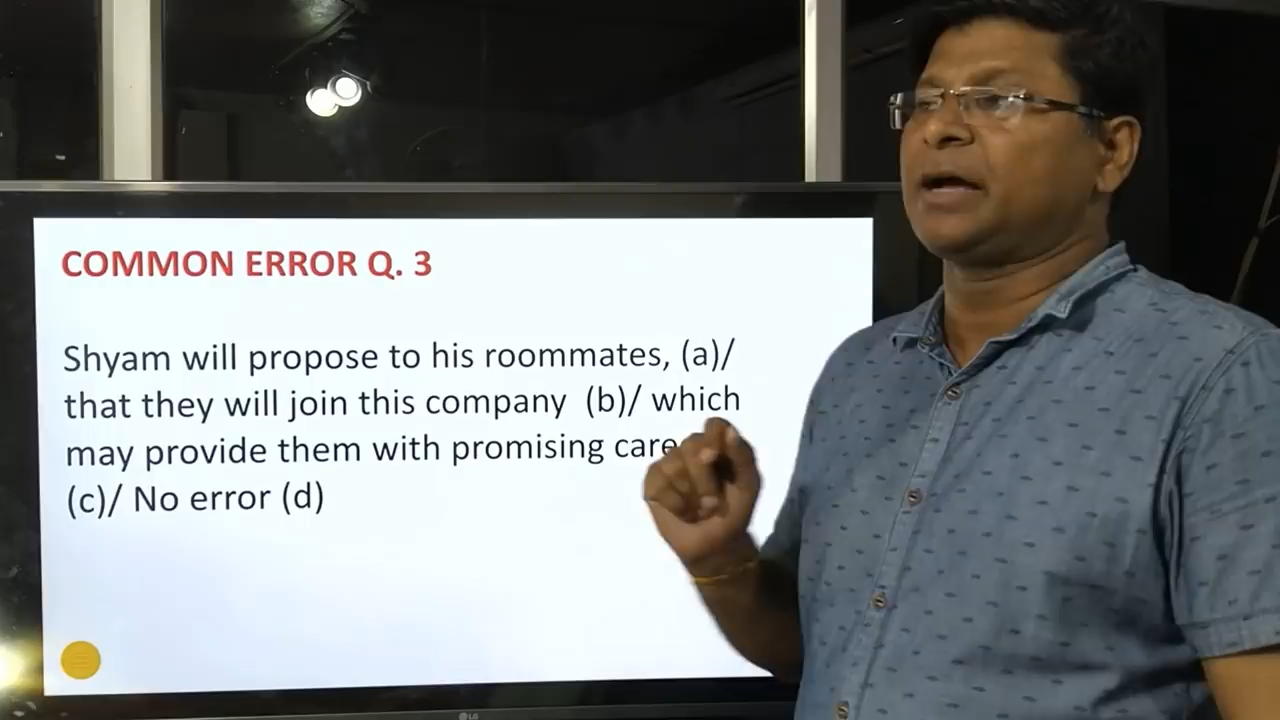 COMMON ERROR Q. 3
Shyam will propose to his roommates, (a)/
that they will join this company (b)/ which
may provide them with promising
(c)/ No error (d)
LG